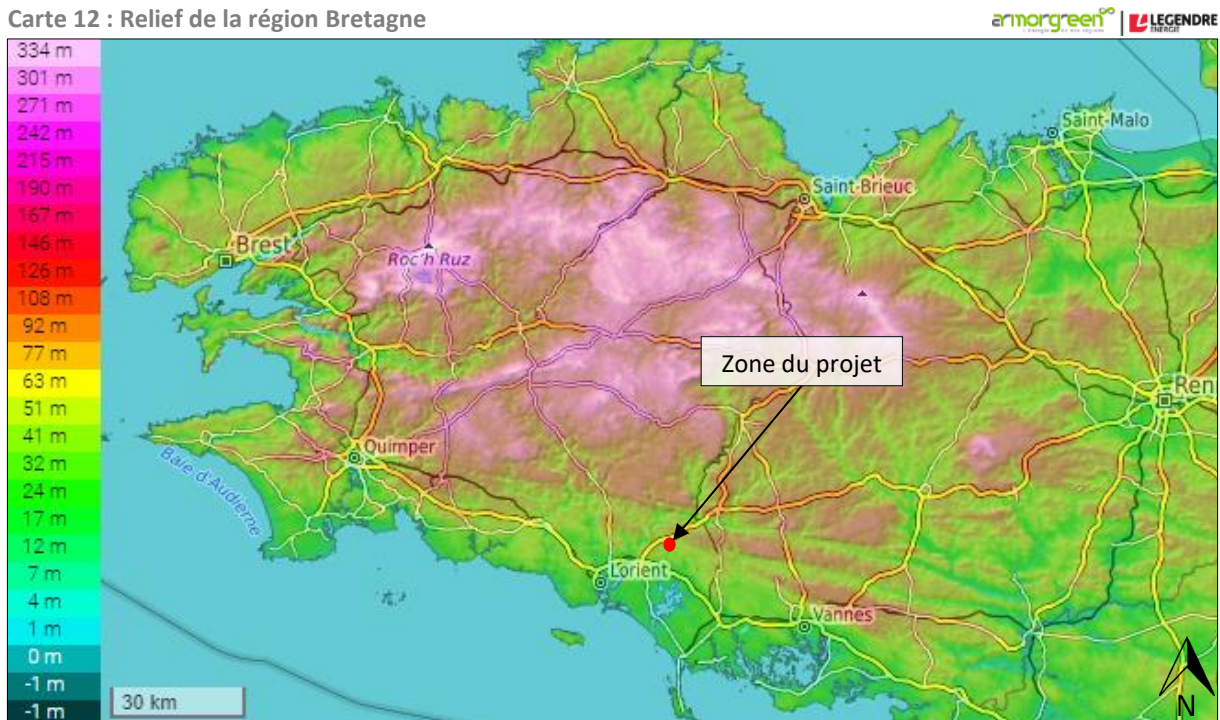 Carte 12 : Relief de la région Bretagne
armorgreen
LEGENDRE
ENERGIE
334 m
301 m
271 m
242 m
215 m
190 m
167 m
146 m
126 m
108 m
92 m
77 m
63 m
51 m
41 m
32 m
24 m
17 m
12 m
7 m
4 m
1 m
0 m
-1 m
-1 m
Saint-Malo
Saint-Brieuc
Brest
Roc'h Ruz
Zone du projet
Ren
Quimper
Baie d'Audierne
Lorient
Vannes
30 km
N